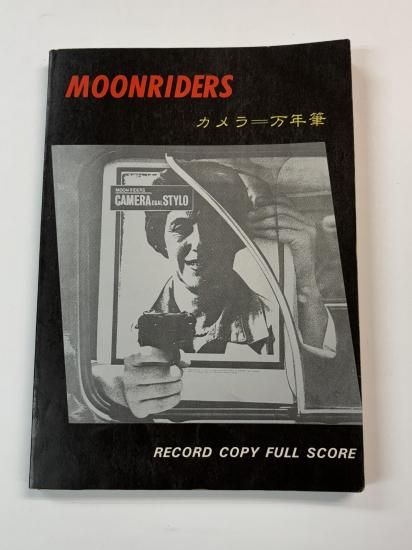 MOONRIDERS
カメラ=万年筆
MOON RIDERS
CAMERA EGAL STYLO
RECORD COPY FULL SCORE